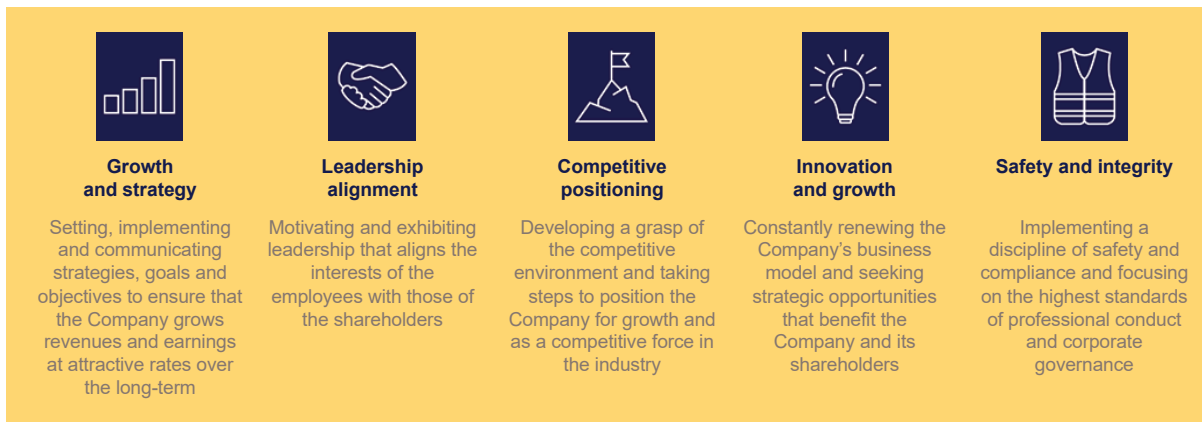 Growth
and strategy
Setting, implementing
and communicating
strategies, goals and
objectives to ensure that
the Company grows
revenues and earnings
at attractive rates over
the long-term
Leadership
alignment
Motivating and exhibiting
leadership that aligns the
interests of the
employees with those of
the shareholders
Competitive
positioning
Developing a grasp of
the competitive
environment and taking
steps to position the
Company for growth and
as a competitive force in
the industry
Innovation
and growth
Constantly renewing the
Company's business
model and seeking
strategic opportunities
that benefit the
Company and its
shareholders
Safety and integrity
Implementing a
discipline of safety and
compliance and focusing
on the highest standards
of professional conduct
and corporate
governance